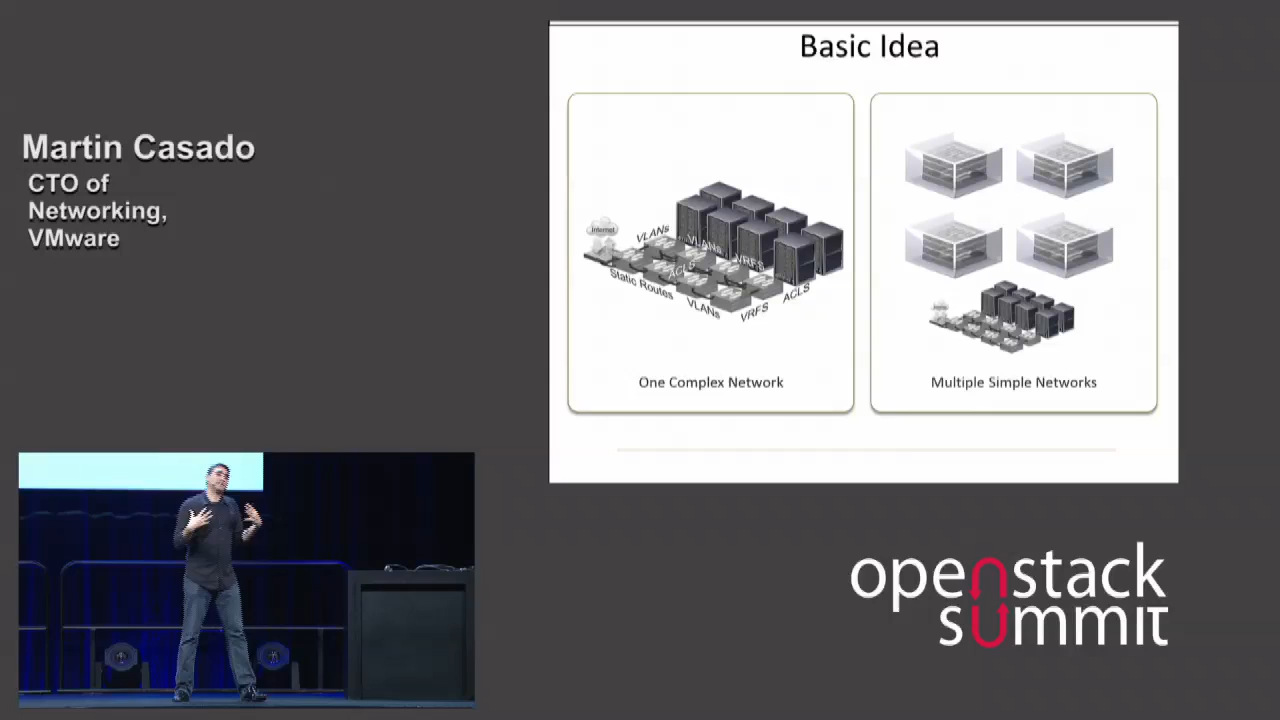 Martin Casado
CTO of
Networking,
VMware
Basic Idea
Internet
VLANs
VLANs
VRFS
ACLS
Static Routes
VLANs
VRFS
ACLS
One Complex Network
Multiple Simple Networks
openstack
summit